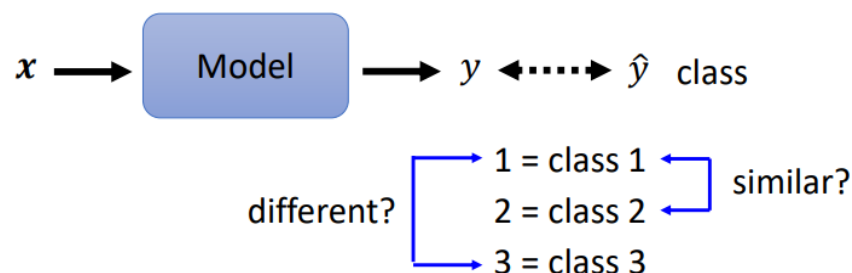 x Model y ŷ class
1 = class 1
different? 2 = class 2 similar?
3 = class 3